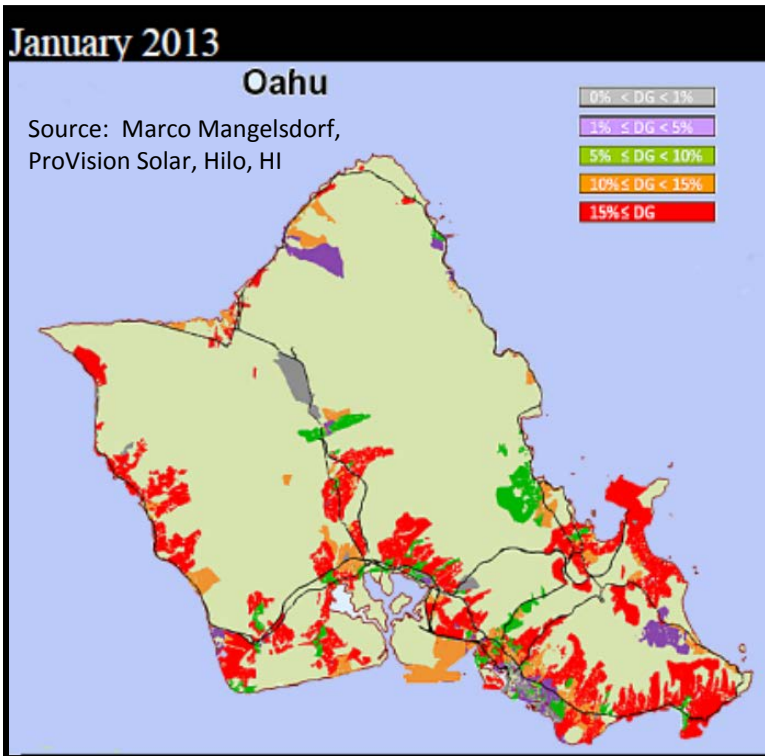 January 2013
Oahu
Source: Marco Mangelsdorf,
ProVision Solar, Hilo, HI
0% < DG < 1%
1% ≤ DG < 5%
5% ≤ DG < 10%
10% ≤ DG < 15%
15% ≤ DG